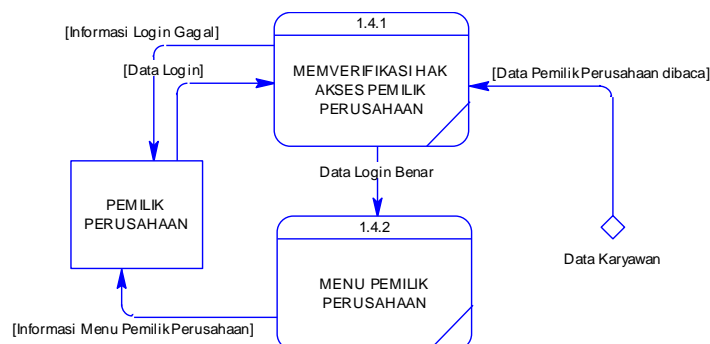 1.4.1
[Informasi Login Gagal]
[Data Login]
MEMVERIFIKASI HAK
AKSES PEMILIK
PERUSAHAAN
[Data Pemilik Perusahaan dibaca]
Data Login Benar
PEMILIK
PERUSAHAAN
1.4.2
Data Karyawan
MENU PEMILIK
PERUSAHAAN
[Informasi Menu Pemilik Perusahaan]